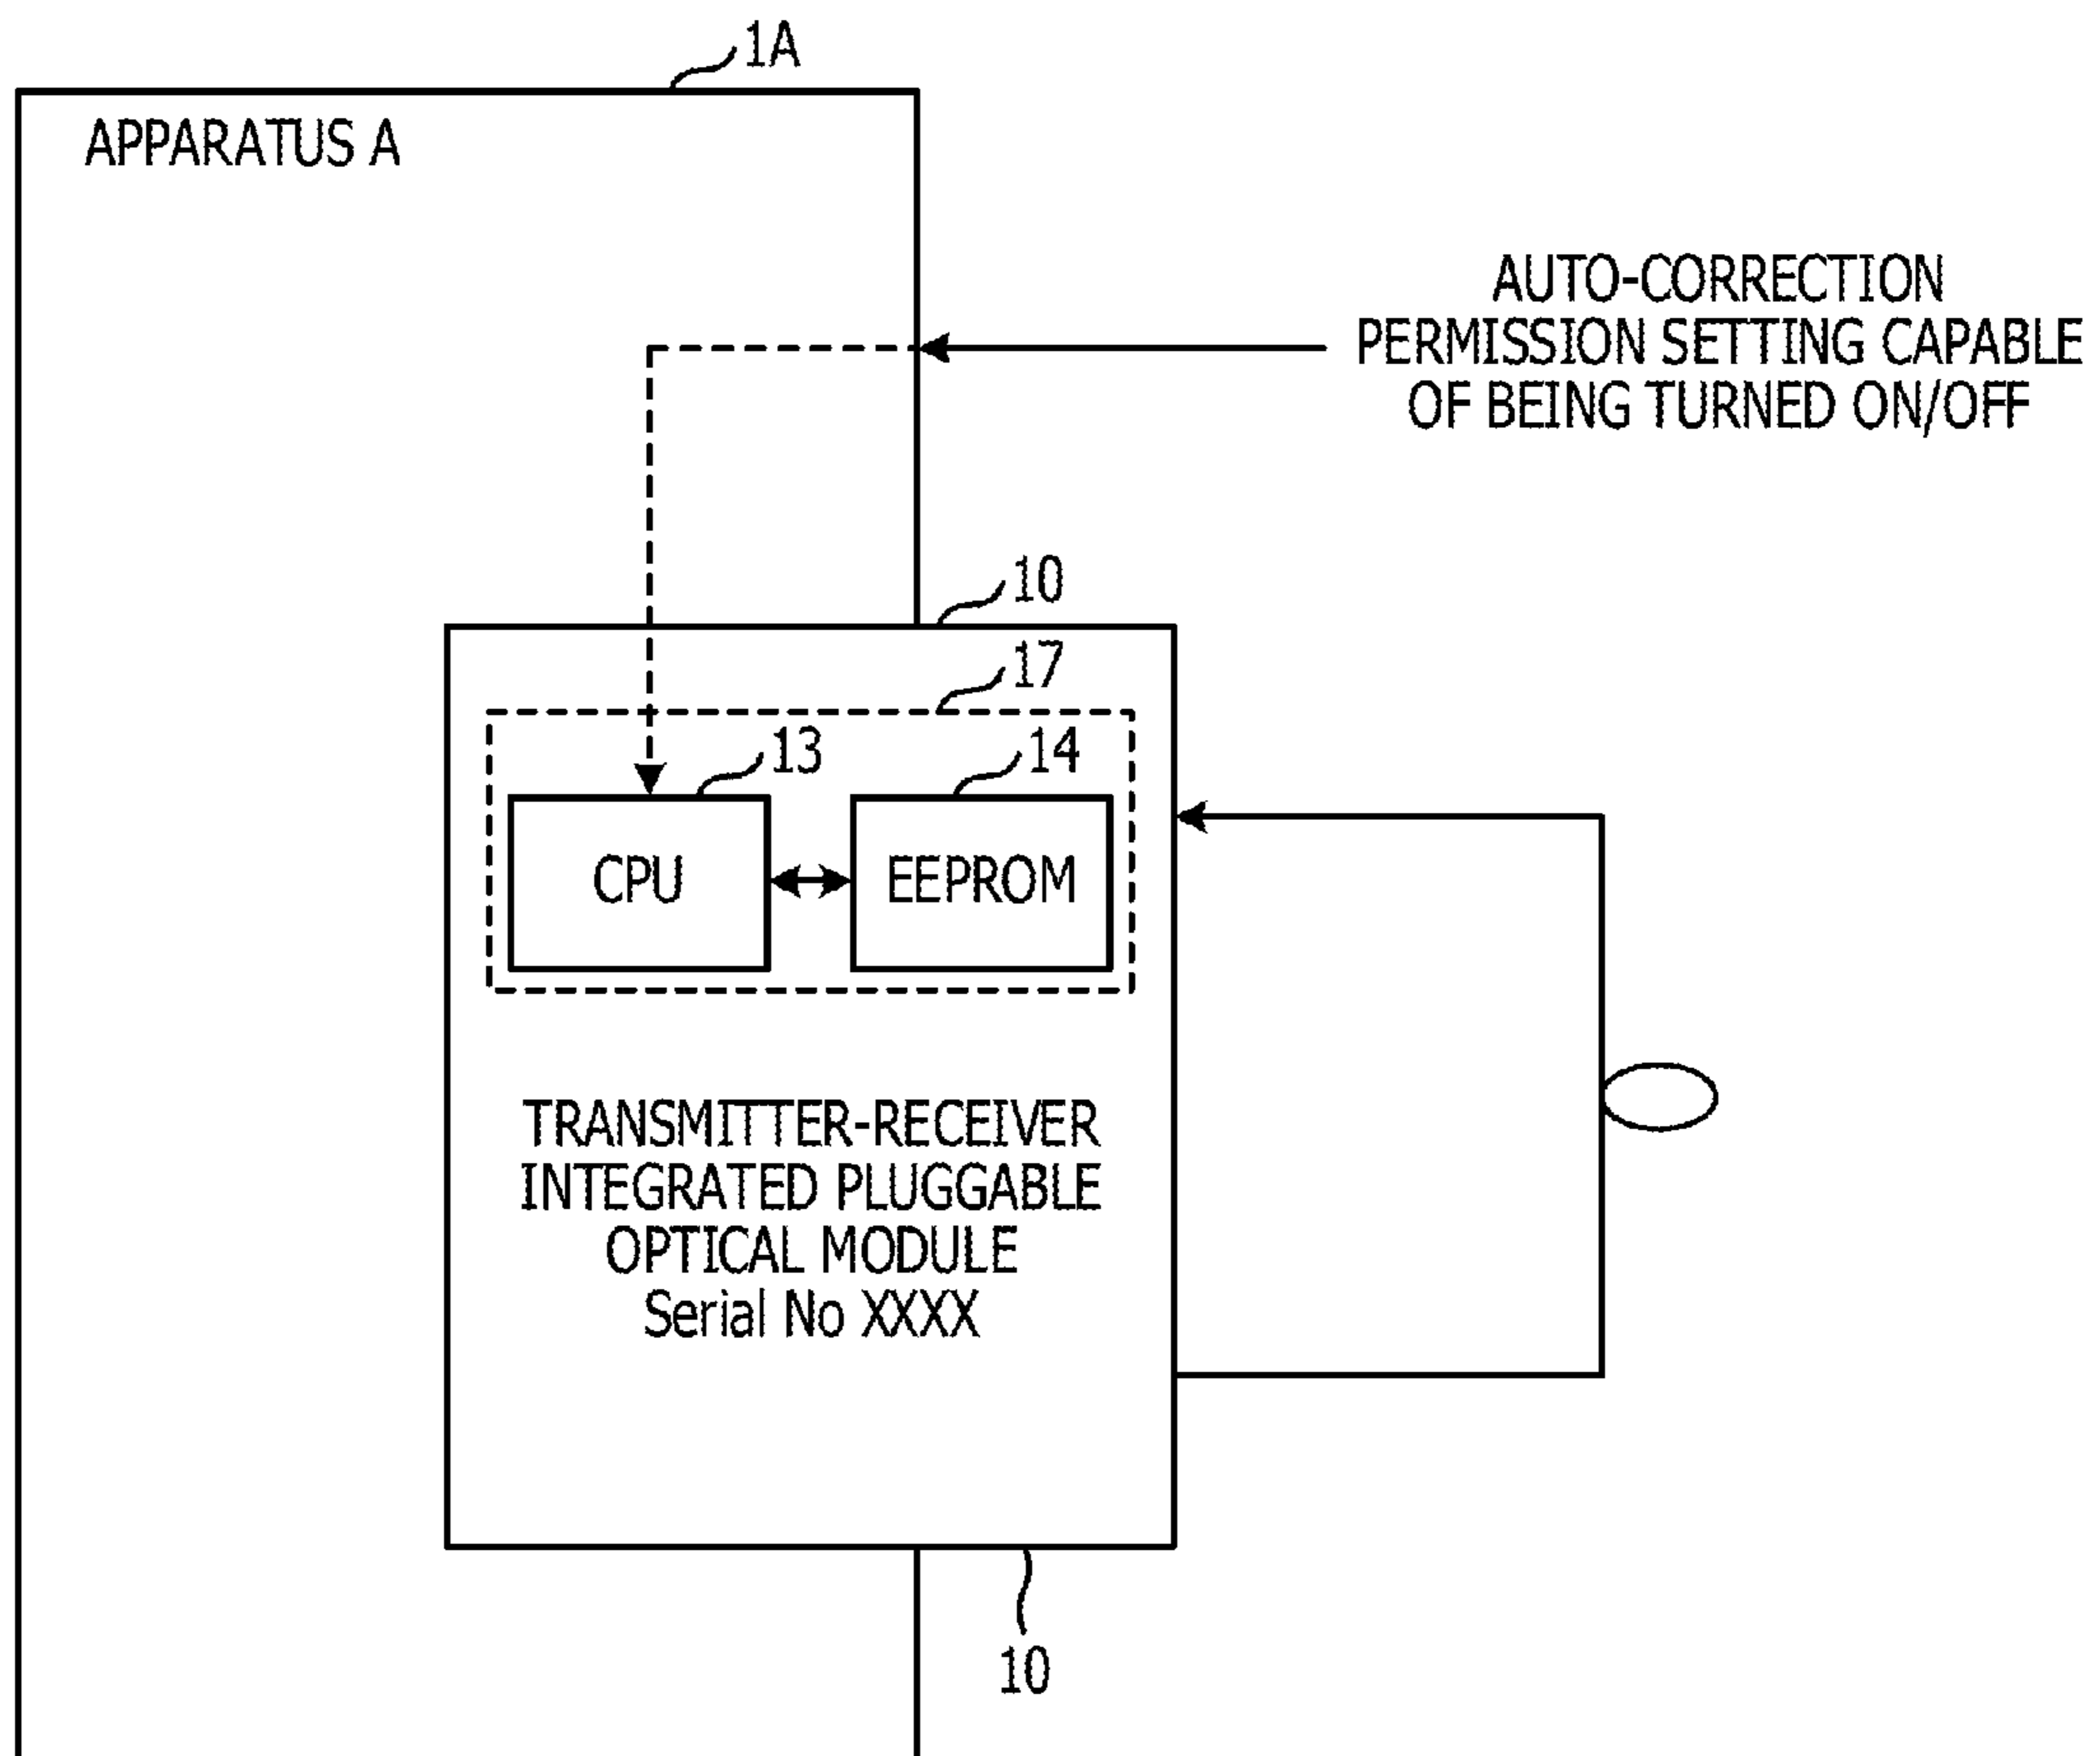 1A
APPARATUS A
AUTO-CORRECTION
PERMISSION SETTING CAPABLE
OF BEING TURNED ON/OFF
10
17
13
14
CPU
EEPROM
TRANSMITTER-RECEIVER
INTEGRATED PLUGGABLE
OPTICAL MODULE
Serial No XXXX
10